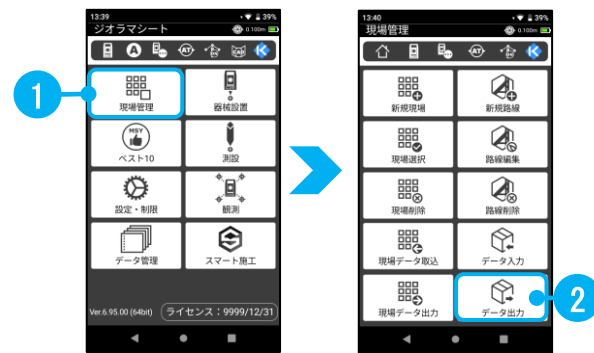 13:39
39%
ジオラマシート
0.100m
A
AT
1
現場管理
器械設置
MSY
ベスト10
測設
設定・制限
観測
データ管理
スマート施工
Ver.6.95.00 (64bit)
ライセンス：9999/12/31
13:40
39%
現場管理
0.100m
AT
新規現場
新規路線
現場選択
路線編集
現場削除
路線削除
現場データ取込
データ入力
現場データ出力
データ出力
2